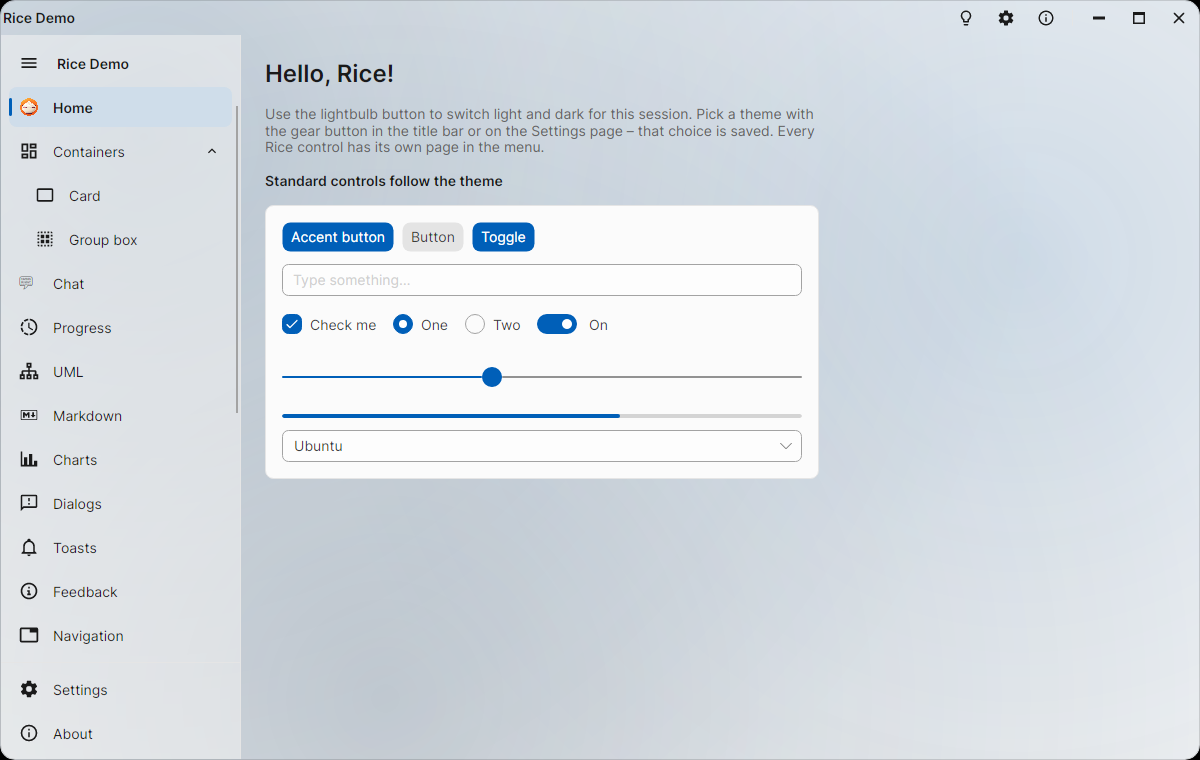 Rice Demo
Rice Demo
Home
Containers
Card
Group box
Chat
Progress
UML
Markdown
Charts
Dialogs
Toasts
Feedback
Navigation
Settings
About
Hello, Rice!
Use the lightbulb button to switch light and dark for this session. Pick a theme with
the gear button in the title bar or on the Settings page – that choice is saved. Every
Rice control has its own page in the menu.
Standard controls follow the theme
Accent button Button Toggle
Type something...
Check me One Two On
Ubuntu